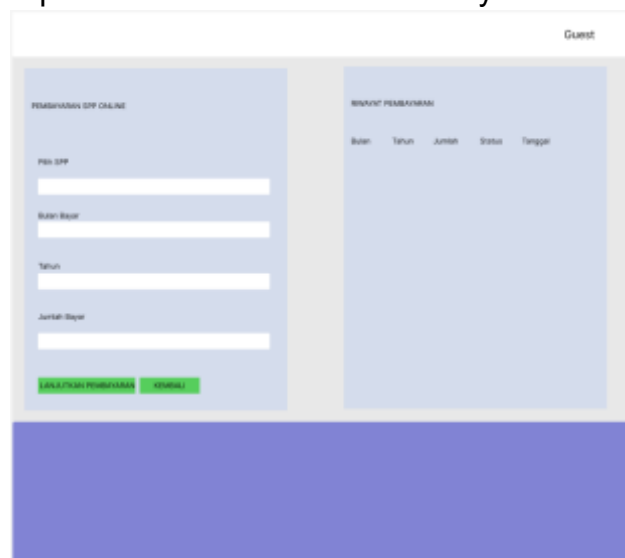 Guest
PEMBAYARAN SPP ONLINE
Pilih SPP
Bulan Bayar
Tahun
Jumlah Bayar
LANJUTKAN PEMBAYARAN
KEMBALI
RIWAYAT PEMBAYARAN
Bulan Tahun Jumlah Status Tanggal